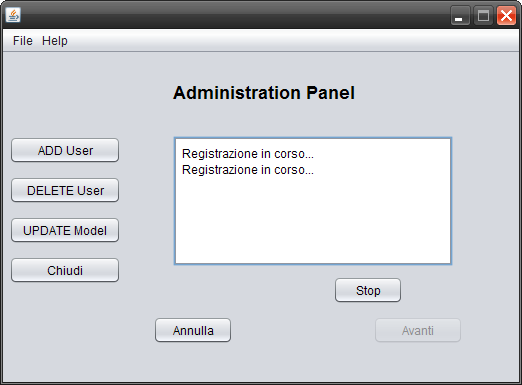 File Help
Administration Panel
ADD User
DELETE User
UPDATE Model
Chiudi
Registrazione in corso...
Registrazione in corso...
Stop
Annulla
Avanti